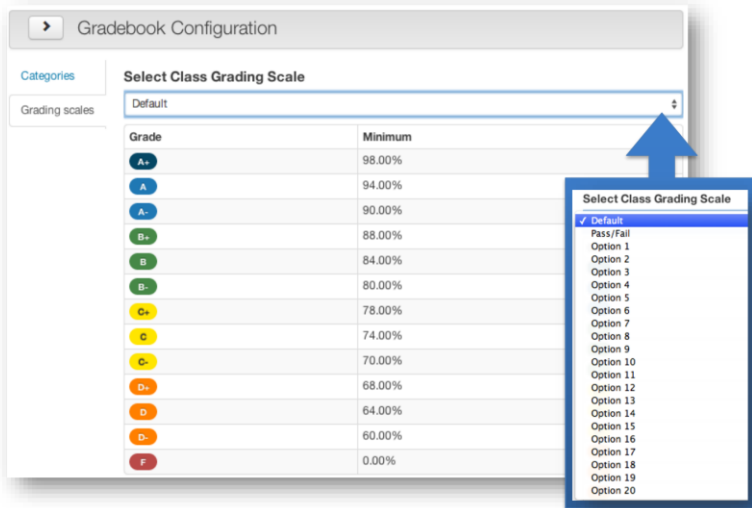 Gradebook Configuration
Categories
Grading scales
Select Class Grading Scale
Default
Grade Minimum
A+ 98.00%
A 94.00%
A- 90.00%
B+ 88.00%
B 84.00%
B- 80.00%
C+ 78.00%
C 74.00%
C- 70.00%
D+ 68.00%
D 64.00%
D- 60.00%
F 0.00%
Select Class Grading Scale
✓ Default
Pass/Fail
Option 1
Option 2
Option 3
Option 4
Option 5
Option 6
Option 7
Option 8
Option 9
Option 10
Option 11
Option 12
Option 13
Option 14
Option 15
Option 16
Option 17
Option 18
Option 19
Option 20